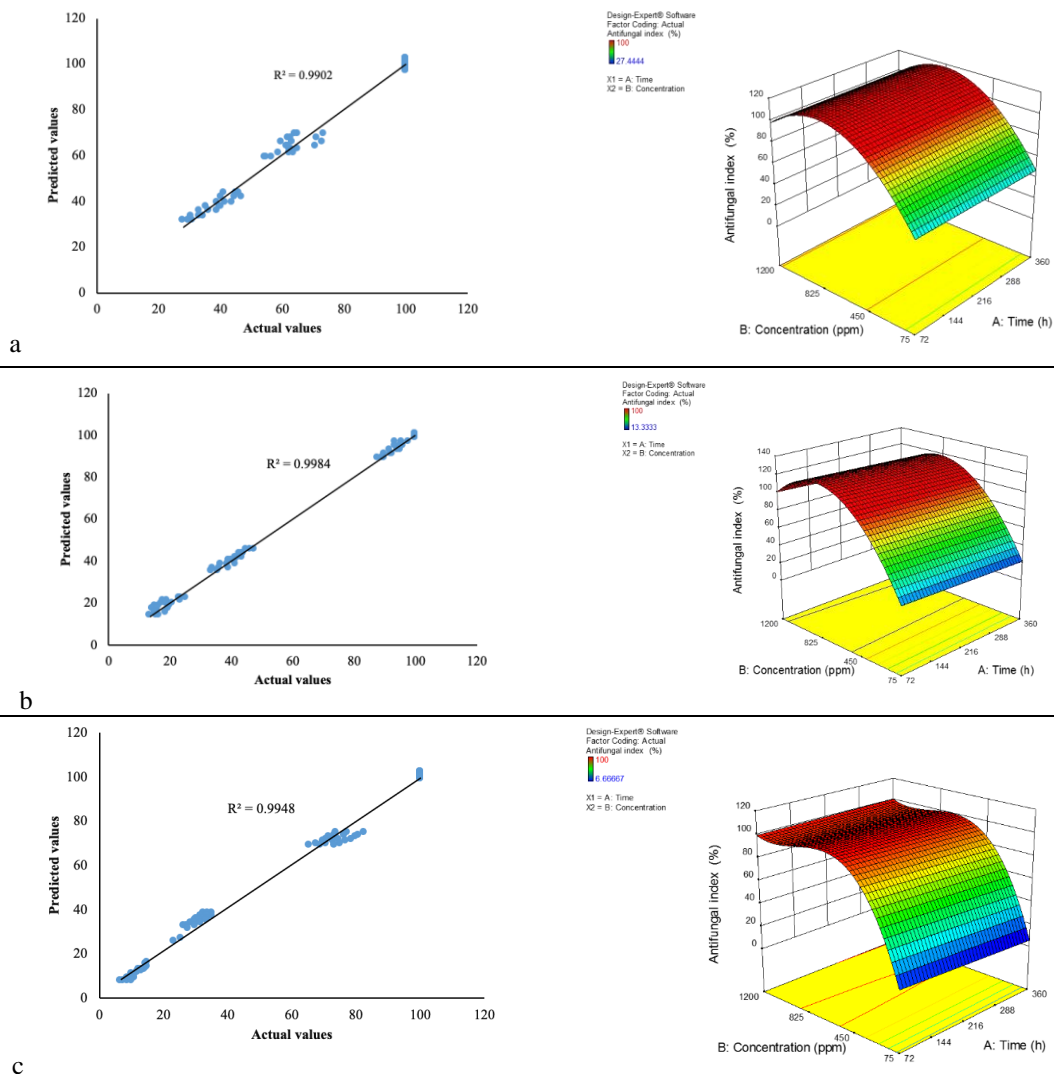 120
100
80
60
40
20
0
Predicted values
R² = 0.9902
0 20 40 60 80 100 120
Actual values
Design-Expert® Software
Factor Coding: Actual
Antifungal index (%)
100
27.4444
X1 = A: Time
X2 = B: Concentration
120
100
80
60
40
20
0
Antifungal index (%)
1200
825
450
75
72
144
216
288
360
B: Concentration (ppm)
A: Time (h)
a
120
100
80
60
40
20
0
Predicted values
R² = 0.9984
0 20 40 60 80 100 120
Actual values
Design-Expert® Software
Factor Coding: Actual
Antifungal index (%)
100
13.3333
X1 = A: Time
X2 = B: Concentration
140
120
100
80
60
40
20
0
Antifungal index (%)
1200
825
450
75
72
144
216
288
360
B: Concentration (ppm)
A: Time (h)
b
120
100
80
60
40
20
0
Predicted values
R² = 0.9948
0 20 40 60 80 100 120
Actual values
Design-Expert® Software
Factor Coding: Actual
Antifungal index (%)
100
6.66667
X1 = A: Time
X2 = B: Concentration
120
100
80
60
40
20
0
Antifungal index (%)
1200
825
450
75
72
144
216
288
360
B: Concentration (ppm)
A: Time (h)
c